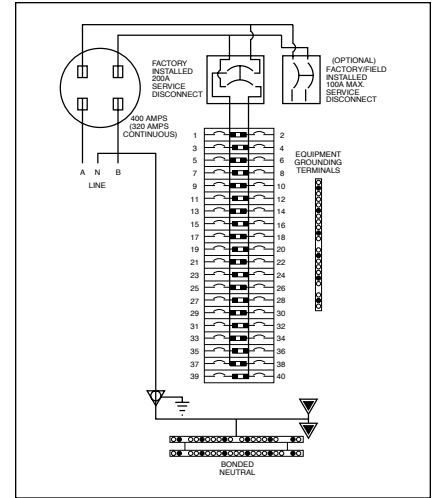 FACTORY
INSTALLED
200A
SERVICE
DISCONNECT
(OPTIONAL)
FACTORY/FIELD
INSTALLED
100A MAX.
SERVICE
DISCONNECT
400 AMPS
(320 AMPS
CONTINUOUS)
A N B
LINE
EQUIPMENT
GROUNDING
TERMINALS
1 2
3 4
5 6
7 8
9 10
11 12
13 14
15 16
17 18
19 20
21 22
23 24
25 26
27 28
29 30
31 32
33 34
35 36
37 38
39 40
BONDED
NEUTRAL